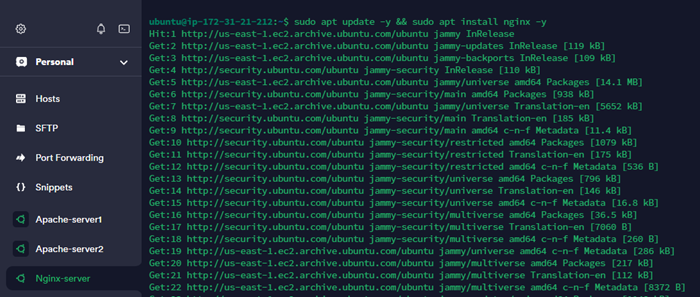 Personal
Hosts
SFTP
Port Forwarding
Snippets
Apache-server1
Apache-server2
Nginx-server
ubuntu@ip-172-31-21-212:~$ sudo apt update -y && sudo apt install nginx -y
Hit:1 http://us-east-1.ec2.archive.ubuntu.com/ubuntu jammy InRelease
Get:2 http://us-east-1.ec2.archive.ubuntu.com/ubuntu jammy-updates InRelease [119 kB]
Get:3 http://us-east-1.ec2.archive.ubuntu.com/ubuntu jammy-backports InRelease [109 kB]
Get:4 http://security.ubuntu.com/ubuntu jammy-security InRelease [110 kB]
Get:5 http://us-east-1.ec2.archive.ubuntu.com/ubuntu jammy/universe amd64 Packages [14.1 MB]
Get:6 http://security.ubuntu.com/ubuntu jammy-security/main amd64 Packages [938 kB]
Get:7 http://us-east-1.ec2.archive.ubuntu.com/ubuntu jammy/universe Translation-en [5652 kB]
Get:8 http://security.ubuntu.com/ubuntu jammy-security/main Translation-en [185 kB]
Get:9 http://security.ubuntu.com/ubuntu jammy-security/main amd64 c-n-f Metadata [11.4 kB]
Get:10 http://security.ubuntu.com/ubuntu jammy-security/restricted amd64 Packages [1079 kB]
Get:11 http://security.ubuntu.com/ubuntu jammy-security/restricted Translation-en [175 kB]
Get:12 http://security.ubuntu.com/ubuntu jammy-security/restricted amd64 c-n-f Metadata [536 B]
Get:13 http://security.ubuntu.com/ubuntu jammy-security/universe amd64 Packages [796 kB]
Get:14 http://security.ubuntu.com/ubuntu jammy-security/universe Translation-en [146 kB]
Get:15 http://security.ubuntu.com/ubuntu jammy-security/universe amd64 c-n-f Metadata [16.8 kB]
Get:16 http://security.ubuntu.com/ubuntu jammy-security/multiverse amd64 Packages [36.5 kB]
Get:17 http://security.ubuntu.com/ubuntu jammy-security/multiverse Translation-en [7060 B]
Get:18 http://security.ubuntu.com/ubuntu jammy-security/multiverse amd64 c-n-f Metadata [260 B]
Get:19 http://us-east-1.ec2.archive.ubuntu.com/ubuntu jammy/universe amd64 c-n-f Metadata [286 kB]
Get:20 http://us-east-1.ec2.archive.ubuntu.com/ubuntu jammy/multiverse amd64 Packages [217 kB]
Get:21 http://us-east-1.ec2.archive.ubuntu.com/ubuntu jammy/multiverse Translation-en [112 kB]
Get:22 http://us-east-1.ec2.archive.ubuntu.com/ubuntu jammy/multiverse amd64 c-n-f Metadata [8372 B]